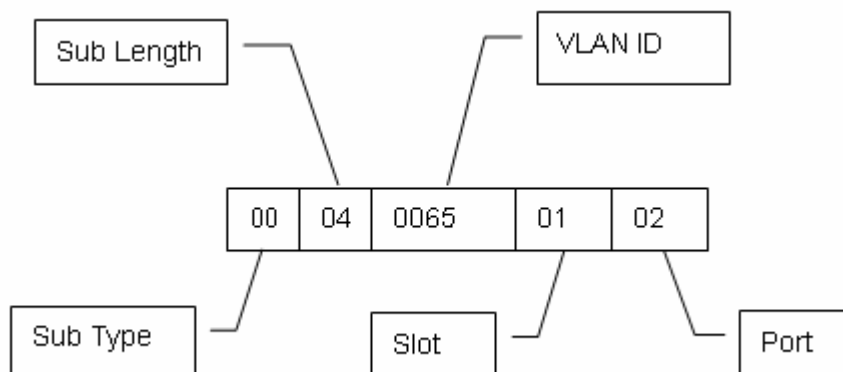 Sub Length
VLAN ID
00 04 0065 01 02
Sub Type
Slot
Port